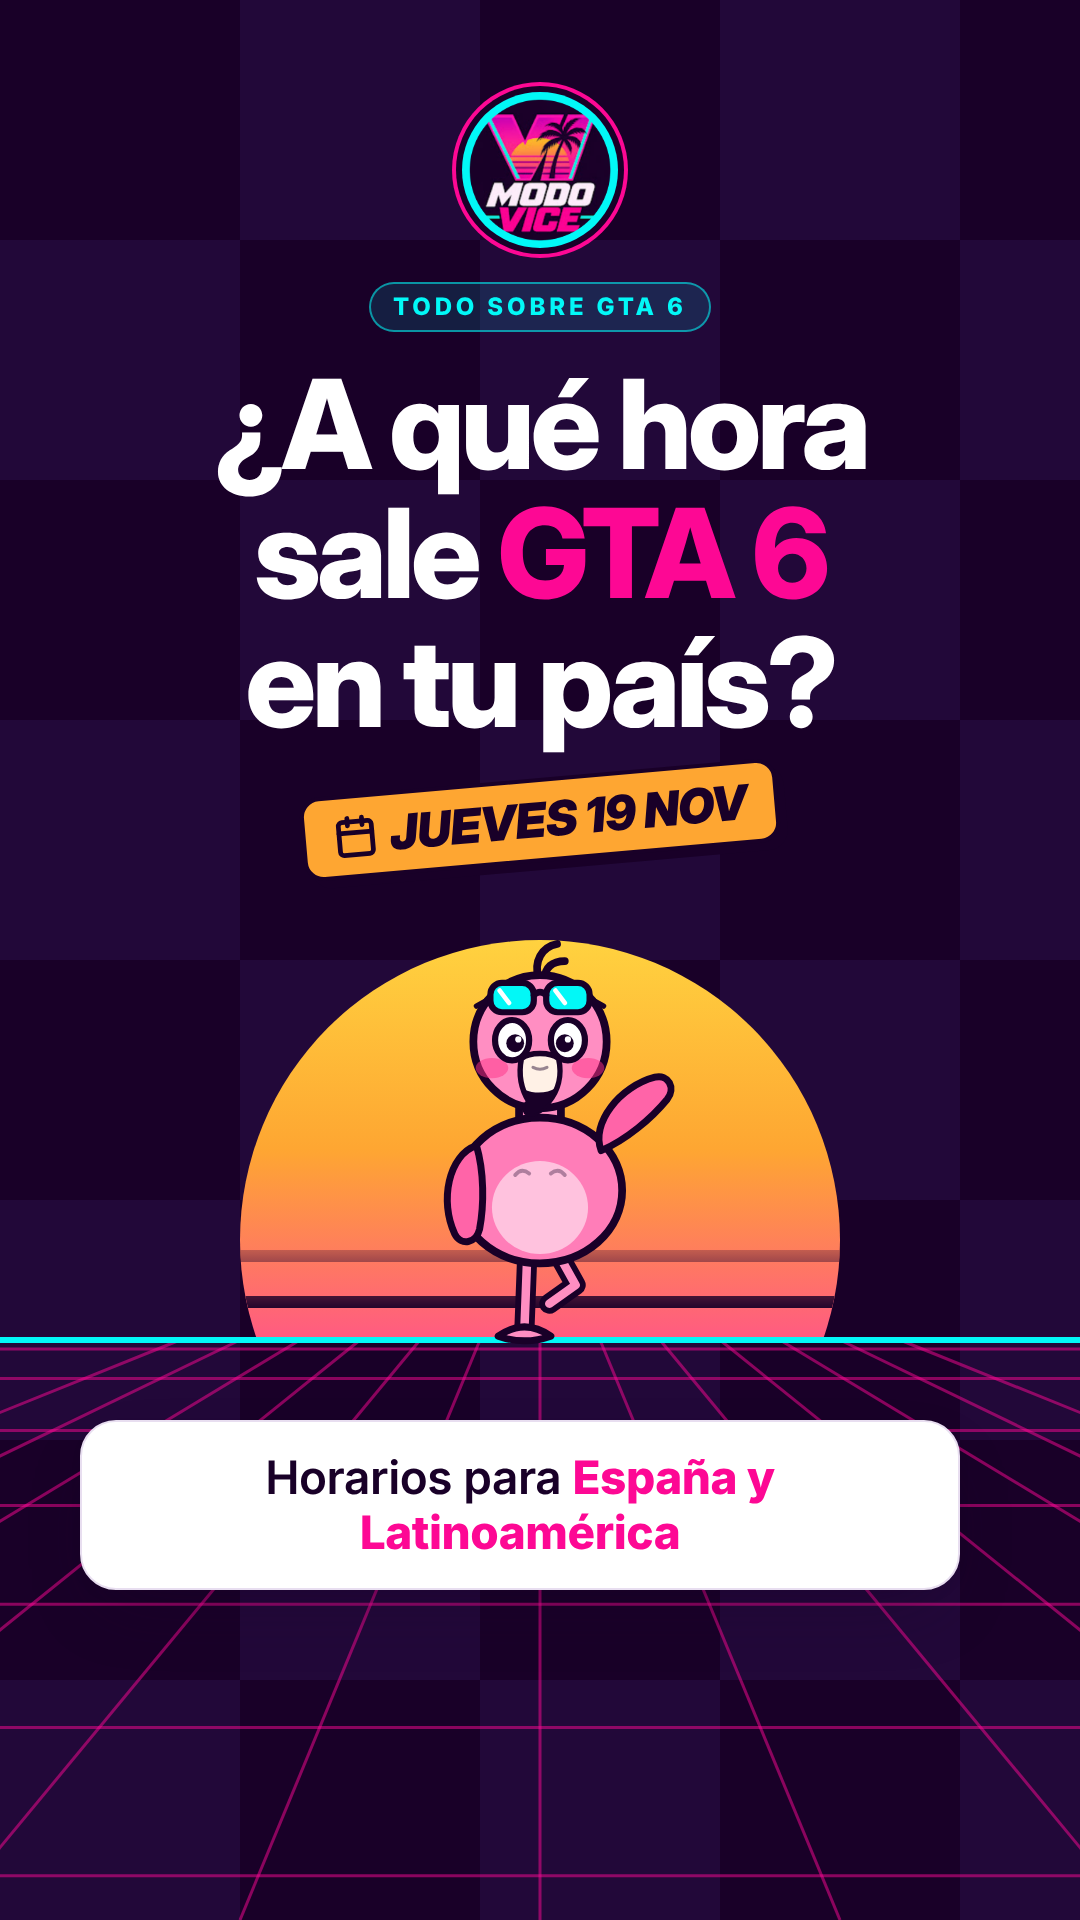 VI
MODO
VICE
TODO SOBRE GTA 6
¿A qué hora
sale GTA 6
en tu país?
JUEVES 19 NOV
Horarios para España y
Latinoamérica